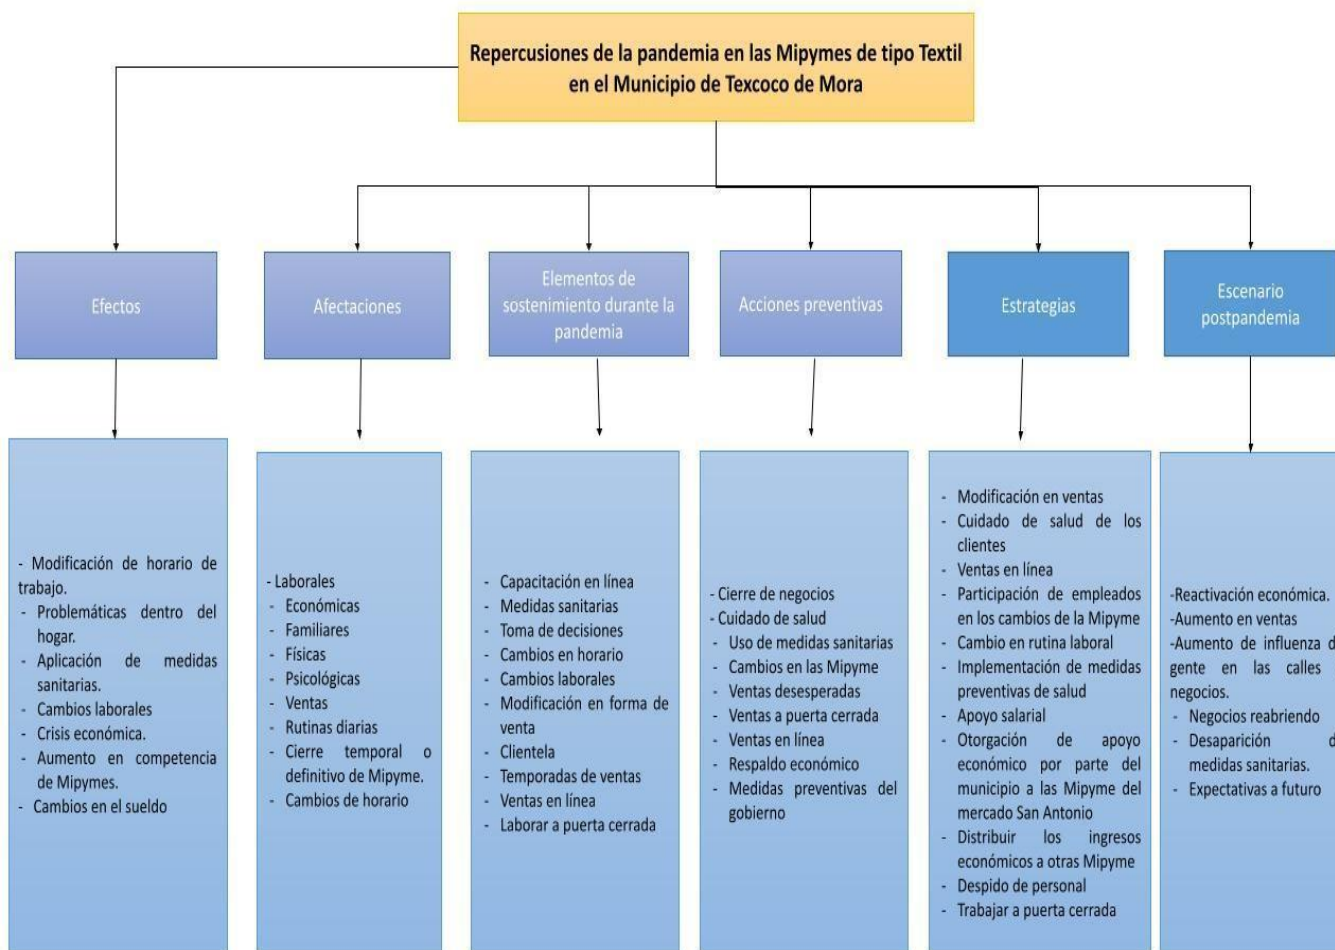 Repercusiones de la pandemia en las Mipymes de tipo Textil
en el Municipio de Texcoco de Mora
Efectos
Afectaciones
Elementos de
sostenimiento durante la
pandemia
Acciones preventivas
Estrategias
Escenario
postpandemia
- Modificación de horario de
trabajo.
- Problemáticas dentro del
hogar.
- Aplicación de medidas
sanitarias.
- Cambios laborales
- Crisis económica.
- Aumento en competencia
de Mipymes.
- Cambios en el sueldo
- Laborales
- Económicas
- Familiares
- Físicas
- Psicológicas
- Ventas
- Rutinas diarias
- Cierre temporal o
definitivo de Mipyme.
- Cambios de horario
- Capacitación en línea
- Medidas sanitarias
- Toma de decisiones
- Cambios en horario
- Cambios laborales
- Modificación en forma de
venta
- Clientela
- Temporadas de ventas
- Ventas en línea
- Laborar a puerta cerrada
- Cierre de negocios
- Cuidado de salud
- Uso de medidas sanitarias
- Cambios en las Mipyme
- Ventas desesperadas
- Ventas a puerta cerrada
- Ventas en línea
- Respaldo económico
- Medidas preventivas del
gobierno
- Modificación en ventas
- Cuidado de salud de los
clientes
- Ventas en línea
- Participación de empleados
en los cambios de la Mipyme
- Cambio en rutina laboral
- Implementación de medidas
preventivas de salud
- Apoyo salarial
- Otorgación de apoyo
económico por parte del
municipio a las Mipyme del
mercado San Antonio
- Distribuir los ingresos
económicos a otras Mipyme
- Despido de personal
- Trabajar a puerta cerrada
-Reactivación económica.
-Aumento en ventas
-Aumento de influenza
gente en las calles
negocios.
- Negocios reabriendo
- Desaparición
medidas sanitarias.
- Expectativas a futuro